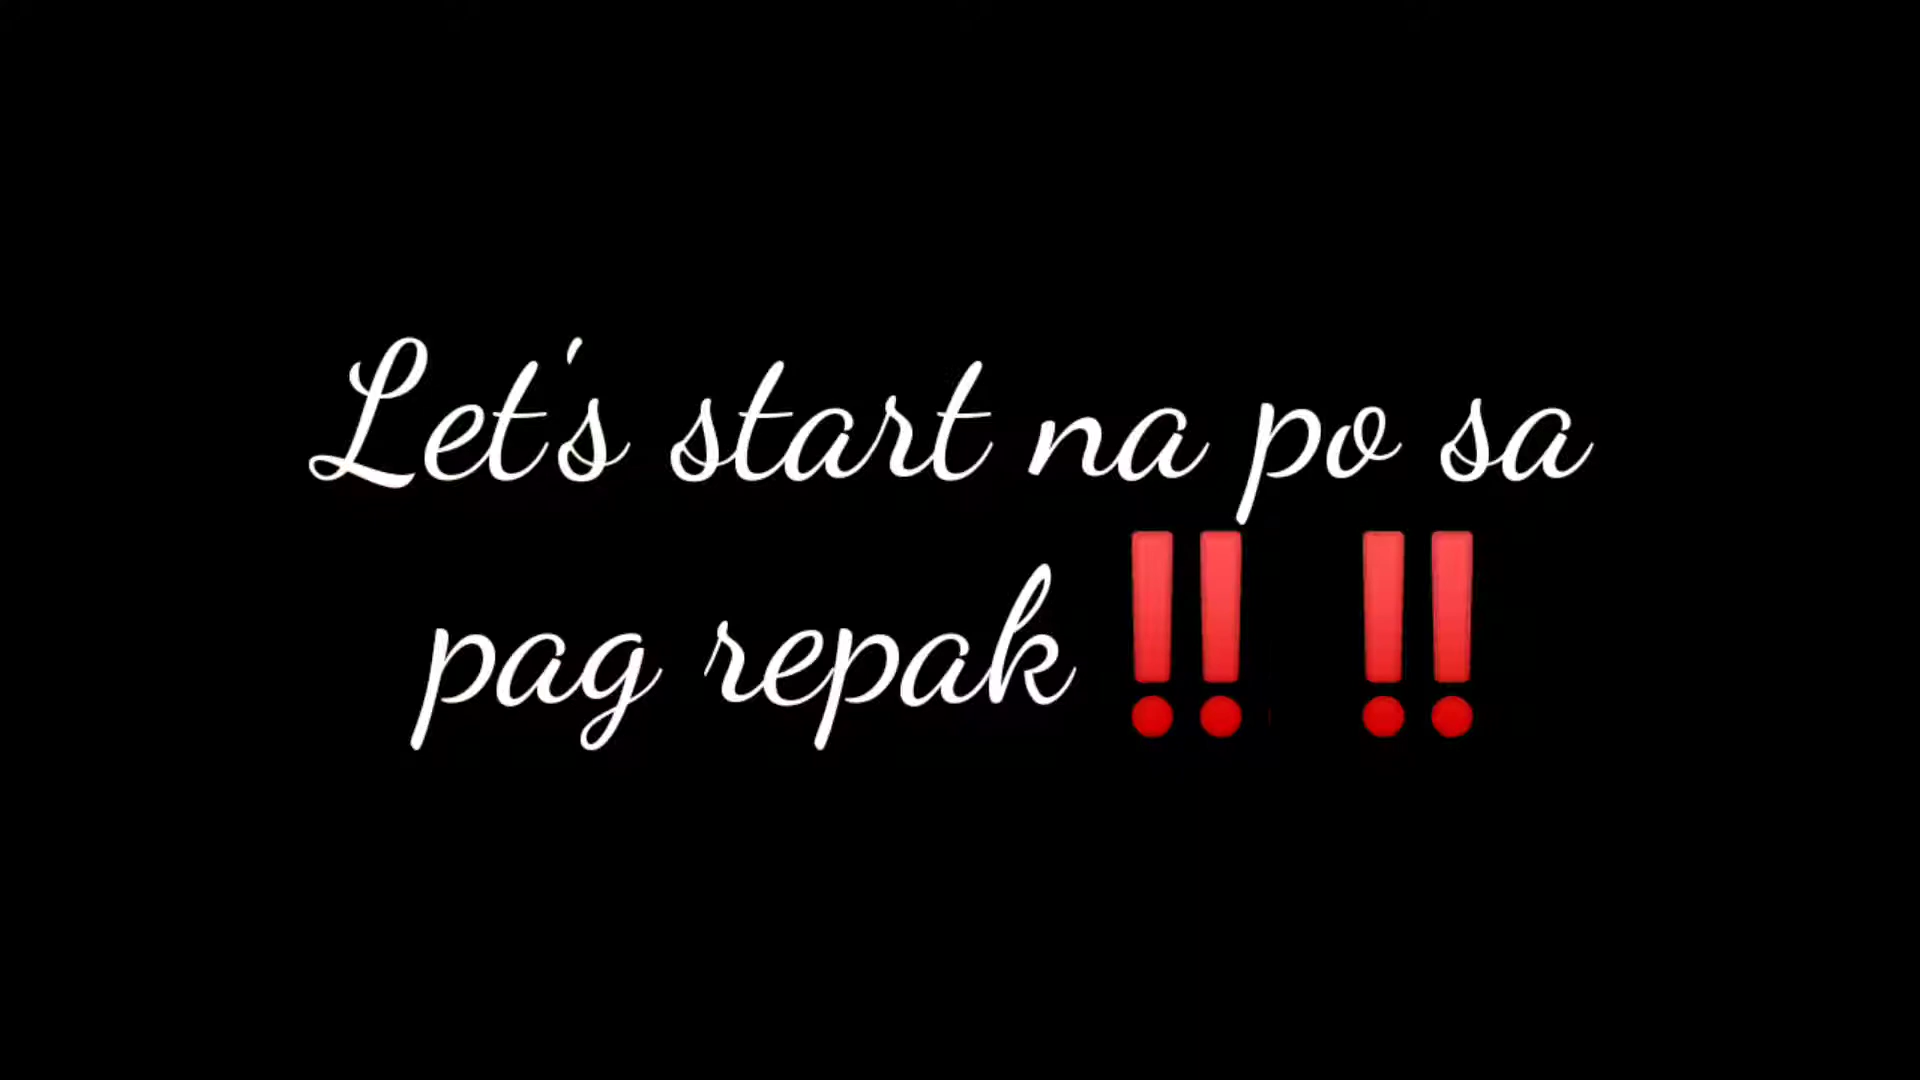 Let's start na po sa
pag repak ‼️ ‼️